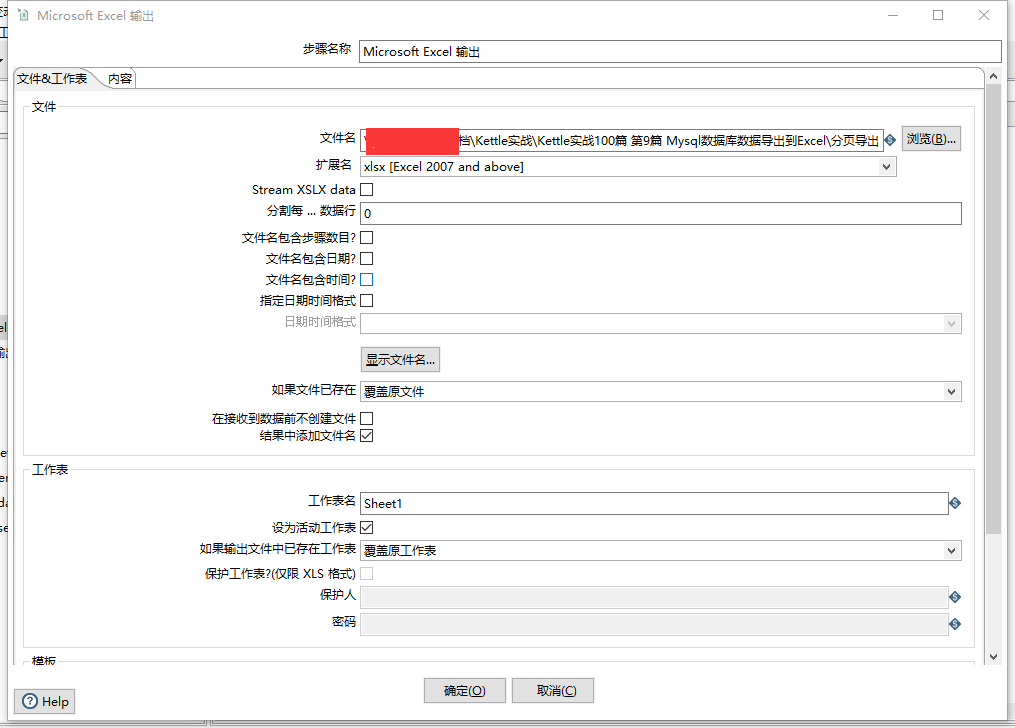 Microsoft Excel 输出
步骤名称 Microsoft Excel 输出
文件&工作表 内容
文件
文件名 档\Kettle实战\Kettle实战100篇 第9篇 Mysql数据库数据导出到Excel\分页导出 浏览(B)...
扩展名 xlsx [Excel 2007 and above]
Stream XSLX data
分割每 ... 数据行 0
文件名包含步骤数目?
文件名包含日期?
文件名包含时间?
指定日期时间格式
日期时间格式
显示文件名...
如果文件已存在 覆盖原文件
在接收到数据前不创建文件
结果中添加文件名
工作表
工作表名 Sheet1
设为活动工作表
如果输出文件中已存在工作表 覆盖原工作表
保护工作表?(仅限 XLS 格式)
保护人
密码
模板
Help 确定(O) 取消(C)